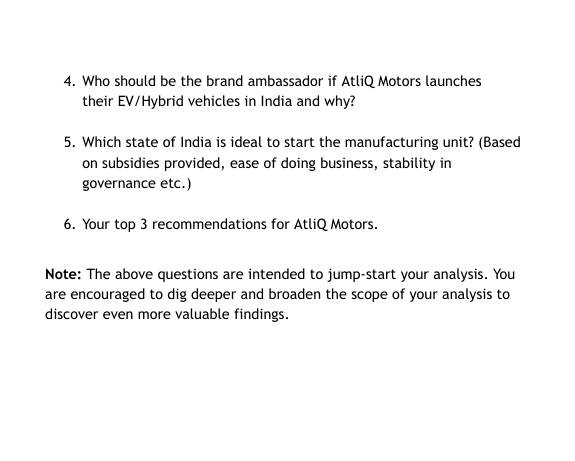 4. Who should be the brand ambassador if AtliQ Motors launches
their EV/Hybrid vehicles in India and why?
5. Which state of India is ideal to start the manufacturing unit? (Based
on subsidies provided, ease of doing business, stability in
governance etc.)
6. Your top 3 recommendations for AtliQ Motors.
Note: The above questions are intended to jump-start your analysis. You
are encouraged to dig deeper and broaden the scope of your analysis to
discover even more valuable findings.